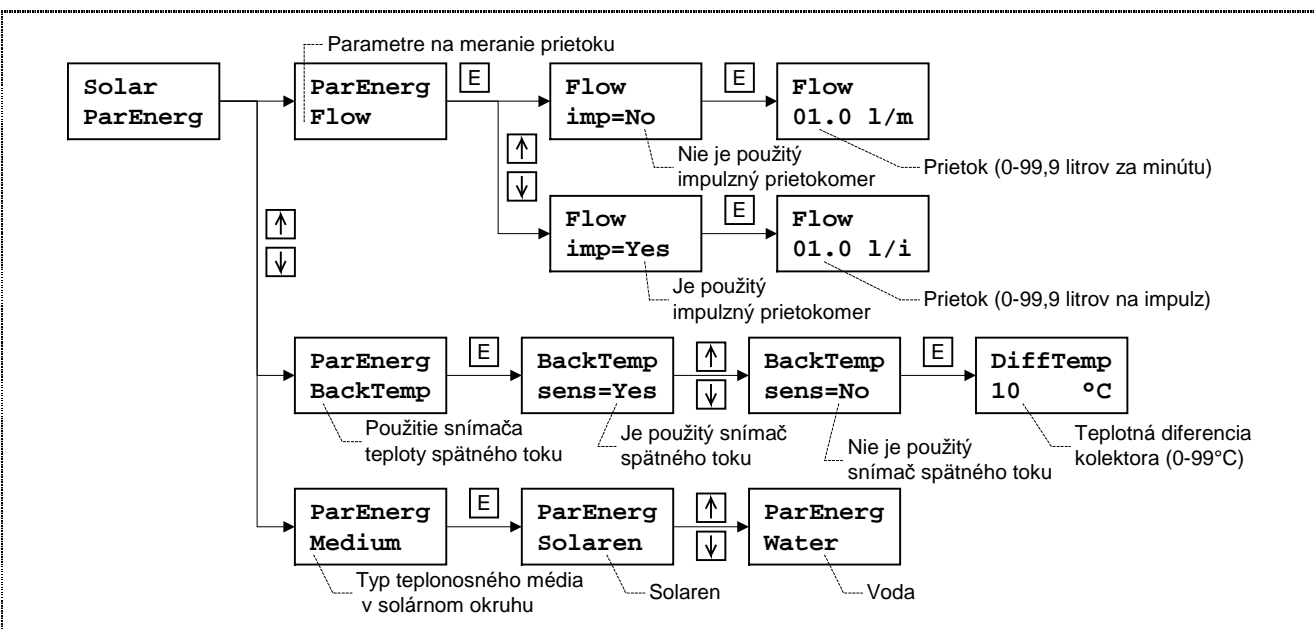 Parametre na meranie prietoku
Solar
ParEnerg
ParEnerg
Flow
E
Flow
imp=No
E
Flow
01.0 l/m
Nie je použitý
impulzný prietokomer
Prietok (0-99,9 litrov za minútu)
↑
↓
Flow
imp=Yes
E
Flow
01.0 l/i
Je použitý
impulzný prietokomer
Prietok (0-99,9 litrov na impulz)
↑
↓
ParEnerg
BackTemp
E
BackTemp
sens=Yes
↑
↓
BackTemp
sens=No
E
DiffTemp
10 °C
Použitie snímača
teploty spätného toku
Je použitý snímač
spätného toku
Nie je použitý
snímač spätného toku
Teplotná diferencia
kolektora (0-99°C)
ParEnerg
Medium
E
ParEnerg
Solaren
↑
↓
ParEnerg
Water
Typ teplonosného média
v solárnom okruhu
Solaren
Voda